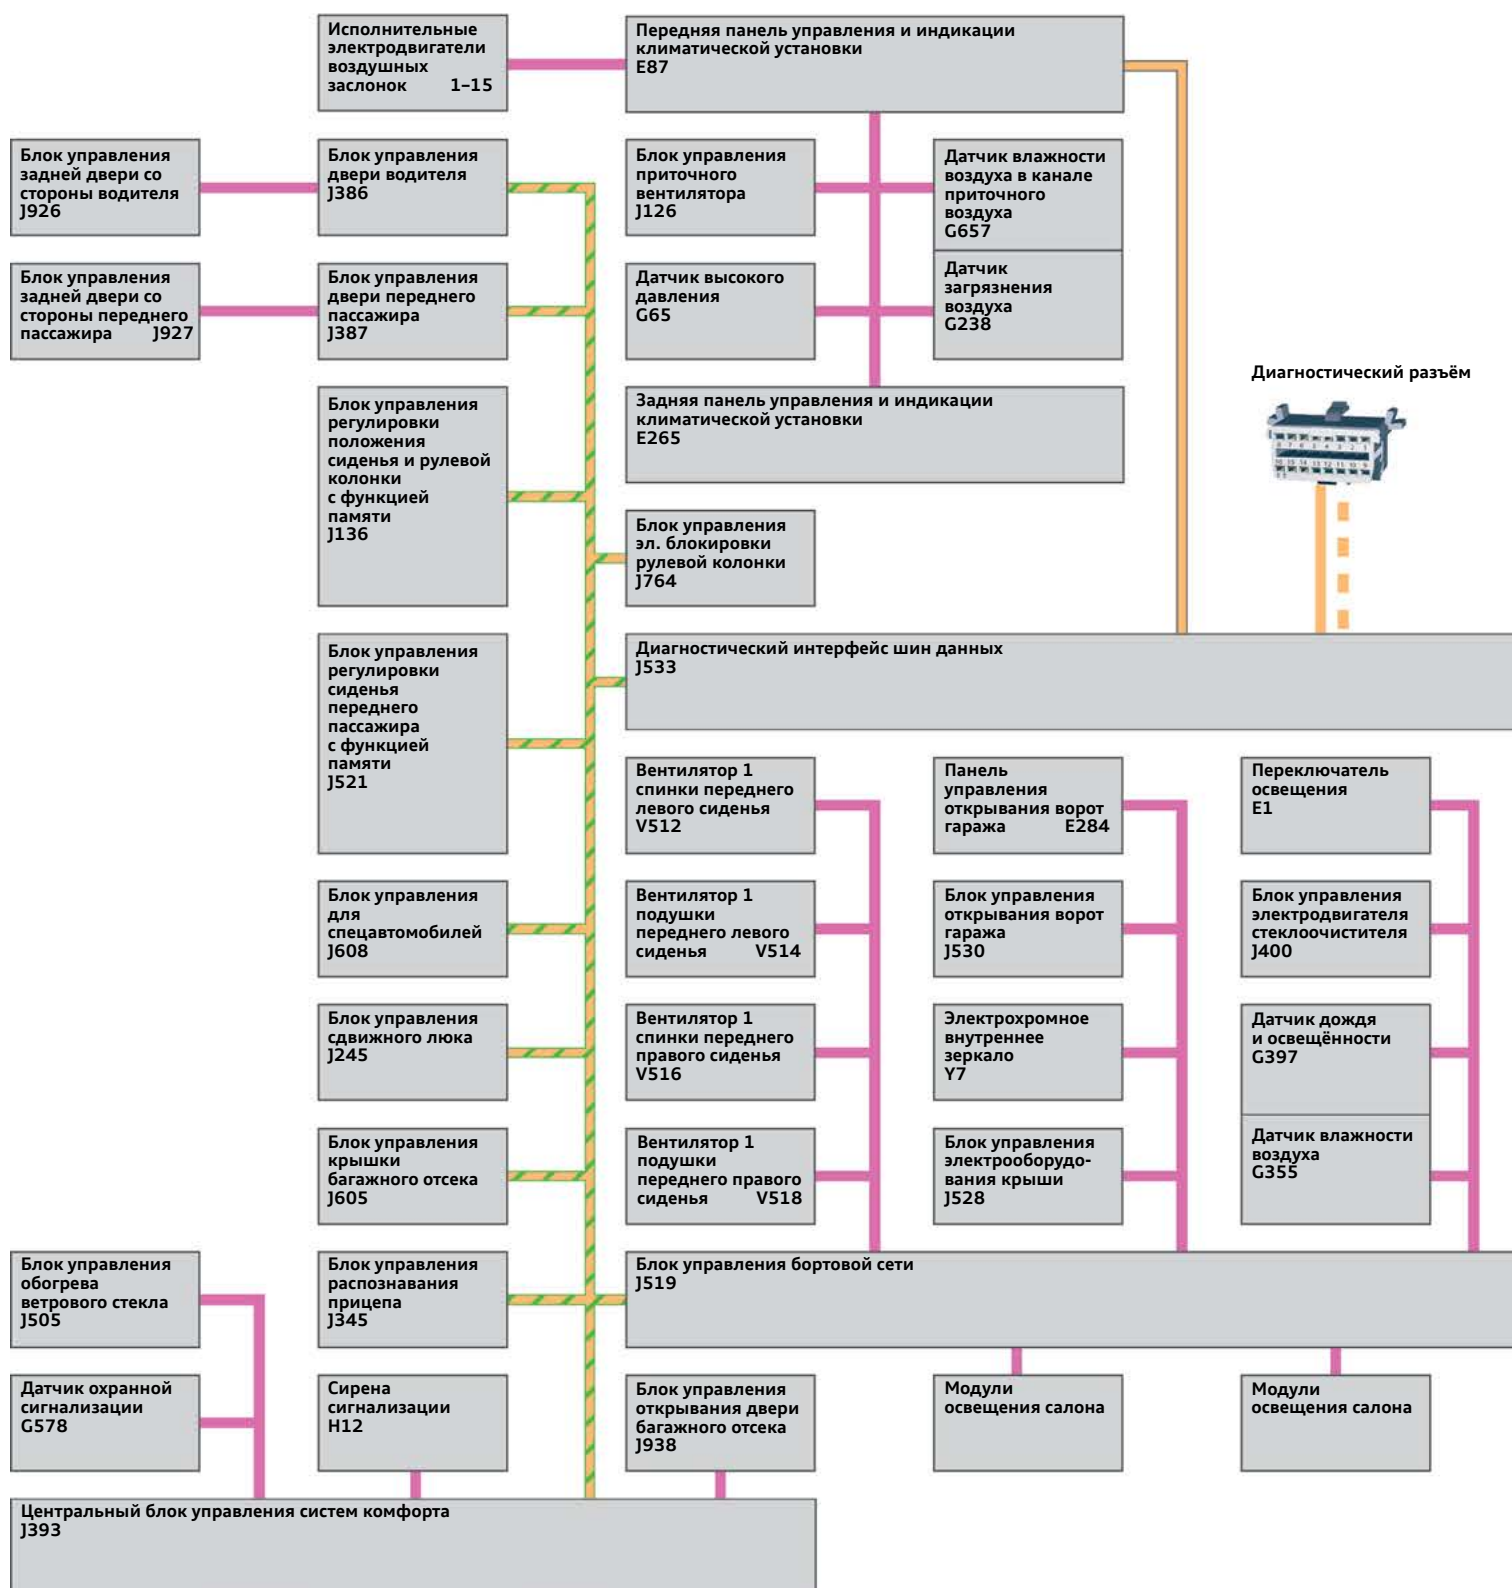 Исполнительные
электродвигатели
воздушных
заслонок 1–15
Передняя панель управления и индикации
климатической установки
E87
Блок управления
задней двери со
стороны водителя
J926
Блок управления
двери водителя
J386
Блок управления
приточного
вентилятора
J126
Датчик влажности
воздуха в канале
приточного
воздуха
G657
Блок управления
задней двери со
стороны переднего
пассажира J927
Блок управления
двери переднего
пассажира
J387
Датчик высокого
давления
G65
Датчик
загрязнения
воздуха
G238
Диагностический разъём
Блок управления
регулировки
положения
сиденья и рулевой
колонки
с функцией
памяти
J136
Задняя панель управления и индикации
климатической установки
E265
Блок управления
эл. блокировки
рулевой колонки
J764
Блок управления
регулировки
сиденья
переднего
пассажира
с функцией
памяти
J521
Диагностический интерфейс шин данных
J533
Вентилятор 1
спинки переднего
левого сиденья
V512
Панель
управления
открывания ворот
гаража E284
Переключатель
освещения
E1
Блок управления
для
спецавтомобилей
J608
Вентилятор 1
подушки
переднего левого
сиденья V514
Блок управления
открывания ворот
гаража
J530
Блок управления
электродвигателя
стеклоочистителя
J400
Блок управления
сдвижного люка
J245
Вентилятор 1
спинки переднего
правого сиденья
V516
Электрохромное
внутреннее
зеркало
Y7
Датчик дождя
и освещённости
G397
Блок управления
крышки
багажного отсека
J605
Вентилятор 1
подушки
переднего правого
сиденья V518
Блок управления
электрооборудо-
вания крыши
J528
Датчик влажности
воздуха
G355
Блок управления
обогрева
ветрового стекла
J505
Блок управления
распознавания
прицепа
J345
Блок управления бортовой сети
J519
Датчик охранной
сигнализации
G578
Сирена
сигнализации
H12
Блок управления
открывания двери
багажного отсека
J938
Модули
освещения салона
Модули
освещения салона
Центральный блок управления систем комфорта
J393